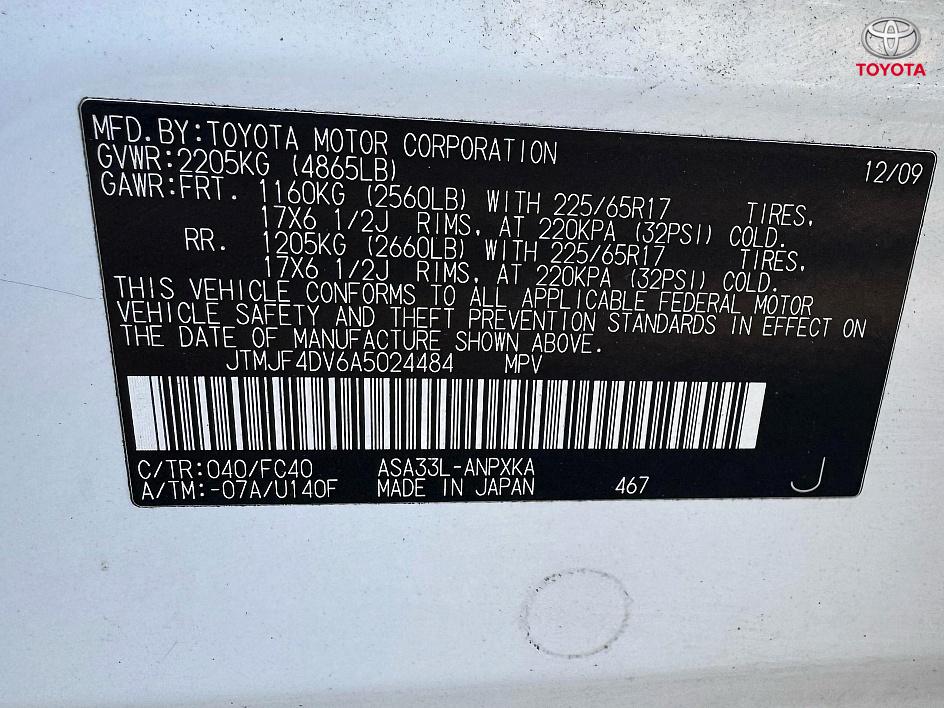 TOYOTA
MFD. BY: TOYOTA MOTOR CORPORATION 12/09
GVWR: 2205KG (4865LB)
GAWR: FRT. 1160KG (2560LB) WITH 225/65R17 TIRES,
17X6 1/2J RIMS, AT 220KPA (32PSI) COLD.
RR. 1205KG (2660LB) WITH 225/65R17 TIRES,
17X6 1/2J RIMS, AT 220KPA (32PSI) COLD.
THIS VEHICLE CONFORMS TO ALL APPLICABLE FEDERAL MOTOR
VEHICLE SAFETY AND THEFT PREVENTION STANDARDS IN EFFECT ON
THE DATE OF MANUFACTURE SHOWN ABOVE.
JTMJF4DV6A5024484 MPV
C/TR: 040/FC40 ASA33L-ANPXKA
A/TM: -07A/U140F MADE IN JAPAN 467 J